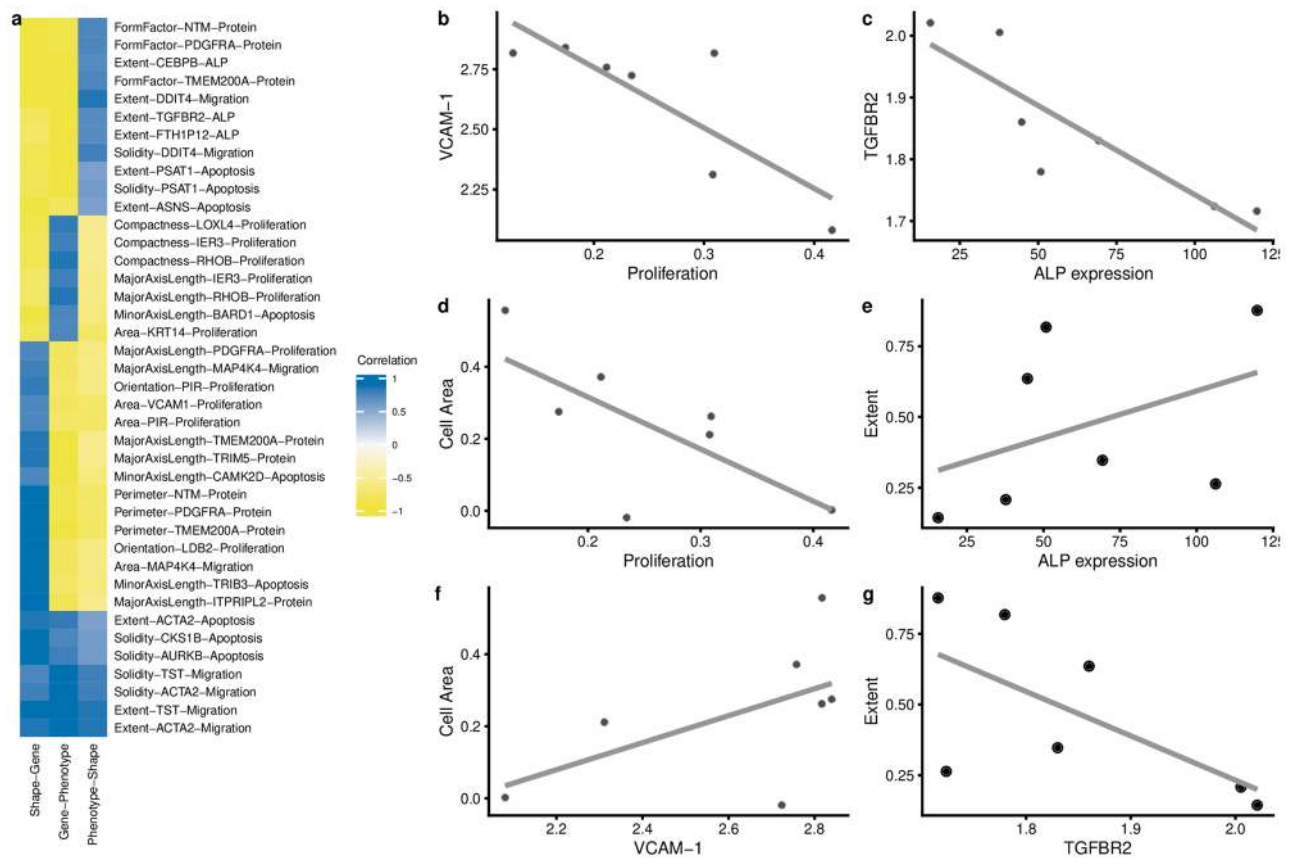 a
FormFactor−NTM−Protein
FormFactor−PDGFRA−Protein
Extent−CEBPB−ALP
FormFactor−TMEM200A−Protein
Extent−DDIT4−Migration
Extent−TGFBR2−ALP
Extent−FTH1P12−ALP
Solidity−DDIT4−Migration
Extent−PSAT1−Apoptosis
Solidity−PSAT1−Apoptosis
Extent−ASNS−Apoptosis
Compactness−LOXL4−Proliferation
Compactness−IER3−Proliferation
Compactness−RHOB−Proliferation
MajorAxisLength−IER3−Proliferation
MajorAxisLength−RHOB−Proliferation
MinorAxisLength−BARD1−Apoptosis
Area−KRT14−Proliferation
MajorAxisLength−PDGFRA−Proliferation
MajorAxisLength−MAP4K4−Migration
Orientation−PIR−Proliferation
Area−VCAM1−Proliferation
Area−PIR−Proliferation
MajorAxisLength−TMEM200A−Protein
MajorAxisLength−TRIM5−Protein
MinorAxisLength−CAMK2D−Apoptosis
Perimeter−NTM−Protein
Perimeter−PDGFRA−Protein
Perimeter−TMEM200A−Protein
Orientation−LDB2−Proliferation
Area−MAP4K4−Migration
MinorAxisLength−TRIB3−Apoptosis
MajorAxisLength−ITPRIPL2−Protein
Extent−ACTA2−Apoptosis
Solidity−CKS1B−Apoptosis
Solidity−AURKB−Apoptosis
Solidity−TST−Migration
Solidity−ACTA2−Migration
Extent−TST−Migration
Extent−ACTA2−Migration
Shape−Gene
Gene−Phenotype
Phenotype−Shape
Correlation
1
0.5
0
−0.5
−1
b
VCAM−1
2.75
2.50
2.25
0.2 0.3 0.4
Proliferation
c
TGFBR2
2.0
1.9
1.8
1.7
25 50 75 100 125
ALP expression
d
Cell Area
0.4
0.2
0.0
0.2 0.3 0.4
Proliferation
e
Extent
0.75
0.50
0.25
25 50 75 100 125
ALP expression
f
Cell Area
0.4
0.2
0.0
2.2 2.4 2.6 2.8
VCAM−1
g
Extent
0.75
0.50
0.25
1.8 1.9 2.0
TGFBR2